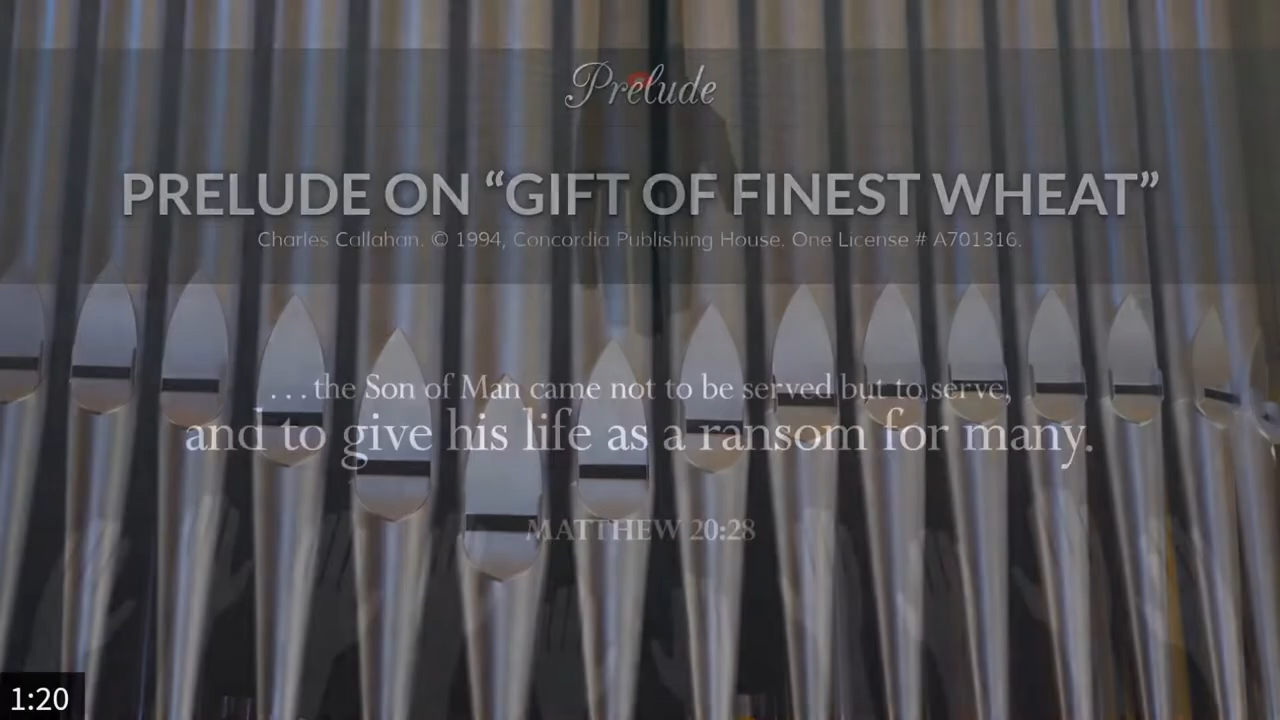 Prelude
PRELUDE ON “GIFT OF FINEST WHEAT”
Charles Callahan. © 1994, Concordia Publishing House. One License # A701316.
...the Son of Man came not to be served but to serve,
and to give his life as a ransom for many.
MATTHEW 20:28
1:20